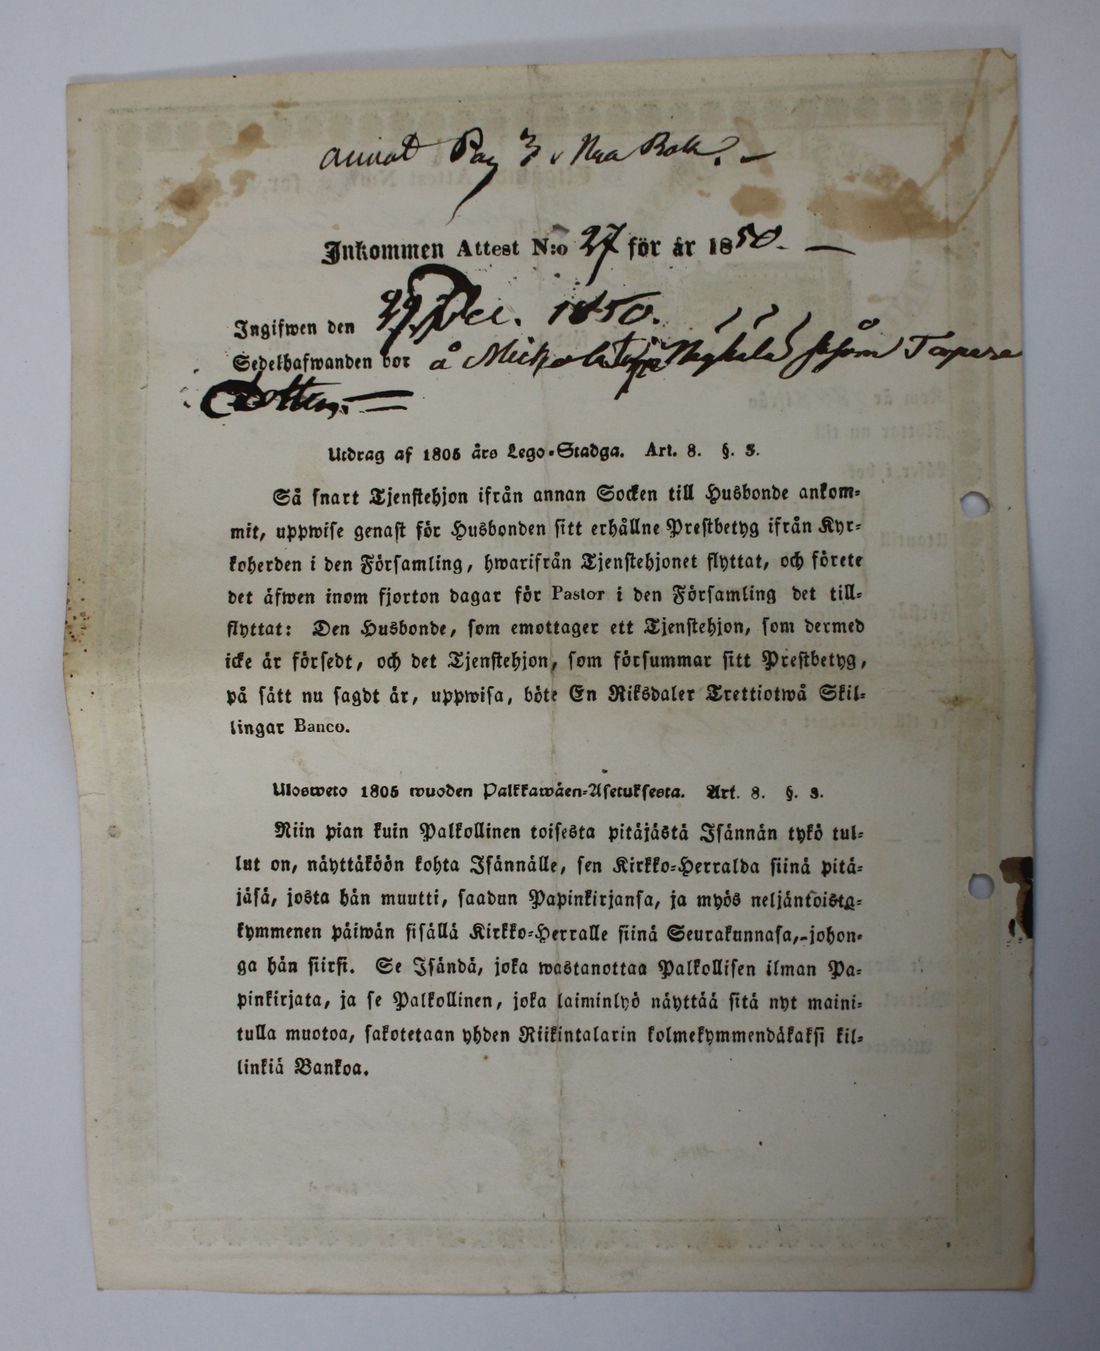 Pag 3
Inkommen Attest N:o 27 för år 1850.
Ingifwen den 29 Dec. 1850.
Sedelhafwanden bor å som
Utdrag af 1805 års Lego-Stadga. Art. 8. §. 3.
Så snart Tjenstehjon ifrån annan Socken till Husbonde ankom-
mit, uppwise genast för Husbonden sitt erhållne Prestbetyg ifrån Kyr-
koherden i den Församling, hwarifrån Tjenstehjonet flyttat, och förete
det äfwen inom fjorton dagar för Pastor i den Församling det till-
flyttat: Den Husbonde, som emottager ett Tjenstehjon, som dermed
icke är försedt, och det Tjenstehjon, som försummar sitt Prestbetyg,
på sätt nu sagdt är, uppwisa, böte En Riksdaler Trettiotwå Skil-
lingar Banco.
Ulosweto 1805 wuoden Palkkawäen-Asetuksesta. Art. 8. §. 3.
Niin pian kuin Palkollinen toisesta pitäjästä Isännän tykö tul-
lut on, näyttäköön kohta Isännälle, sen Kirkko-Herralda siinä pitä-
jäsä, josta hän muutti, saadun Papinkirjansa, ja myös neljäntoista-
kymmenen päiwän sisällä Kirkko-Herralle siinä Seurakunnasa, johon-
ga hän siirsi. Se Isändä, joka wastanottaa Palkollisen ilman Pa-
pinkirjata, ja se Palkollinen, joka laiminlyö näyttää sitä nyt maini-
tulla muotoa, sakotetaan yhden Riikintalarin kolmekymmendäkaksi kil-
linkiä Bankoa.